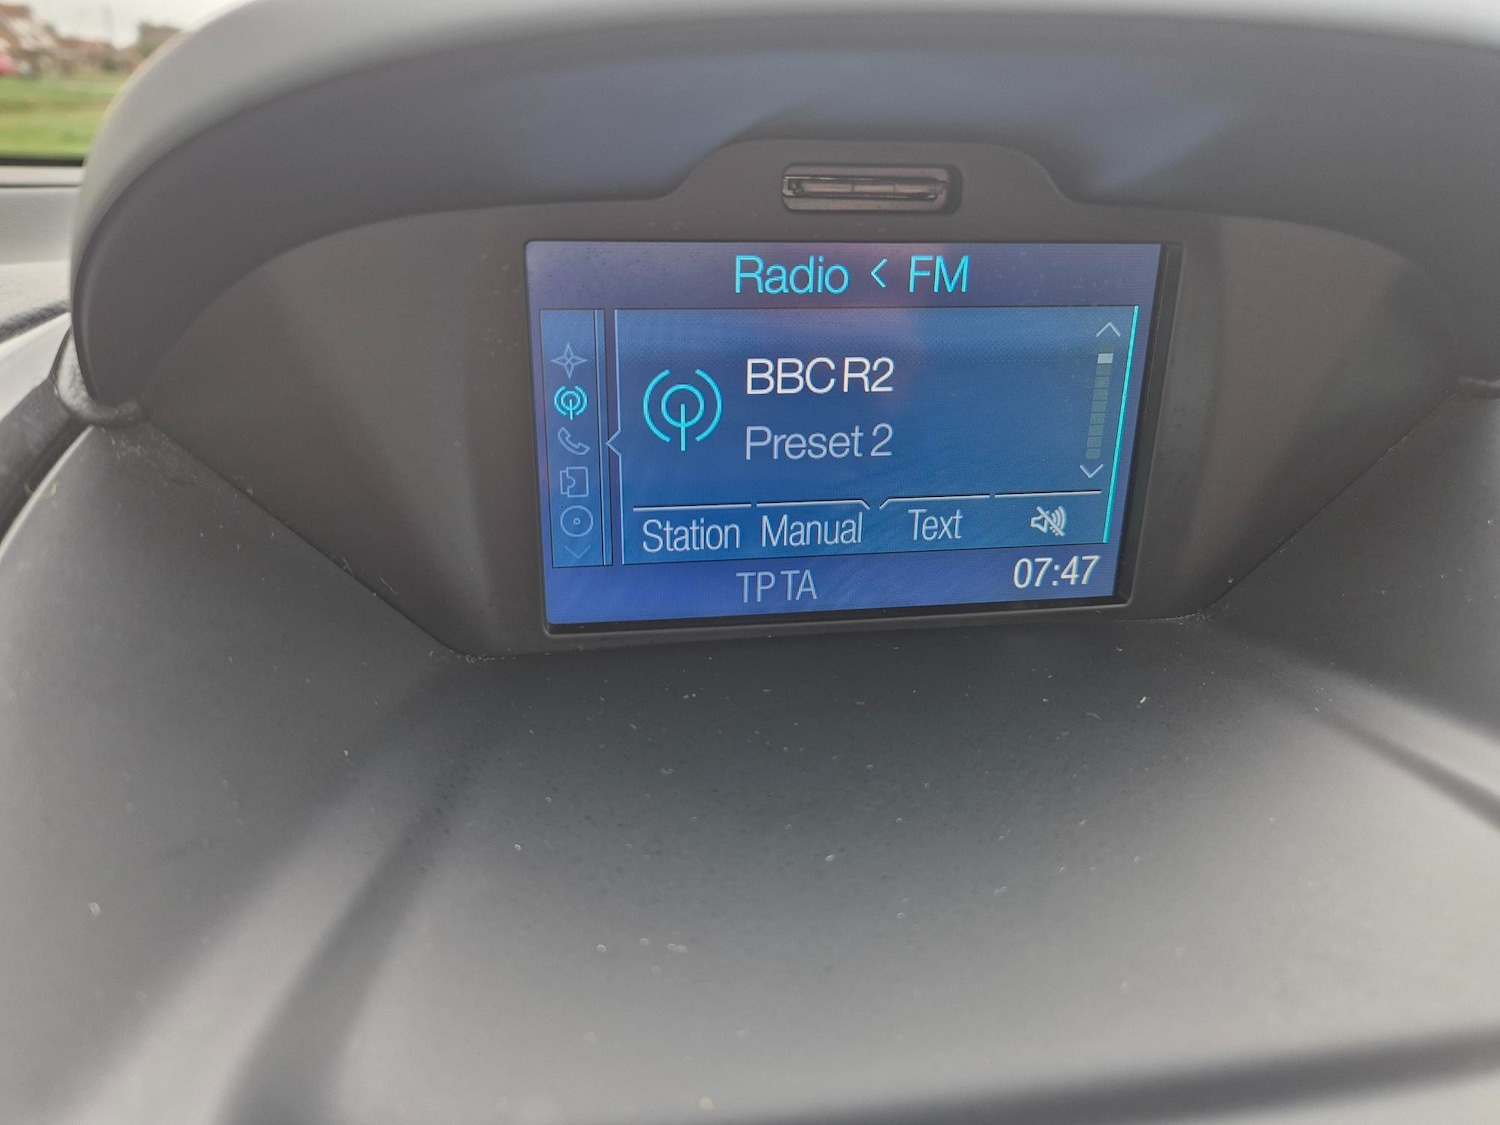 Radio < FM
BBC R2
Preset 2
Station Manual Text
TP TA 07:47